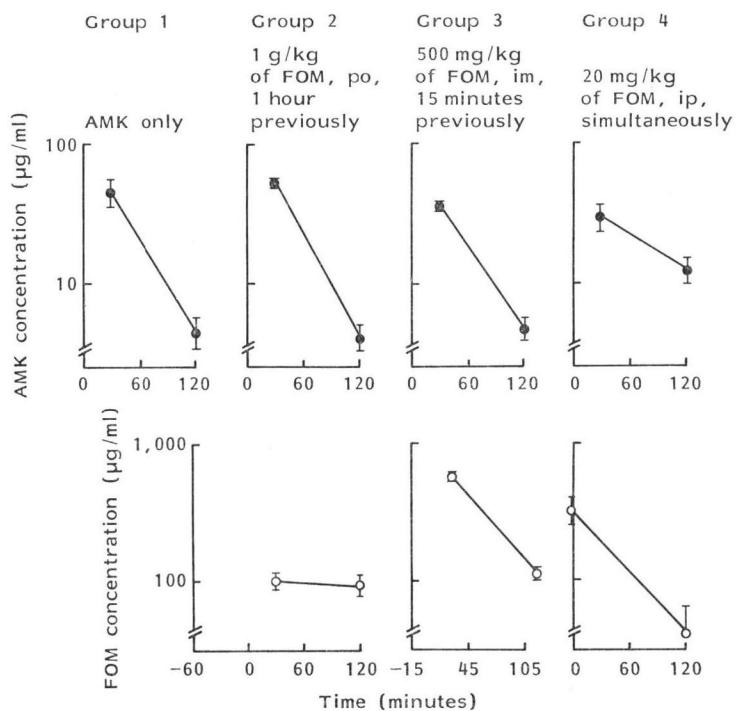 Group 1
Group 2
Group 3
Group 4
AMK only
1 g/kg
of FOM, po,
1 hour
previously
500 mg/kg
of FOM, im,
15 minutes
previously
20 mg/kg
of FOM, ip,
simultaneously
AMK concentration (μg/ml)
100
10
0 60 120
0 60 120
0 60 120
0 60 120
FOM concentration (μg/ml)
1,000
100
-60 0 60 120
-15 45 105
0 60 120
Time (minutes)